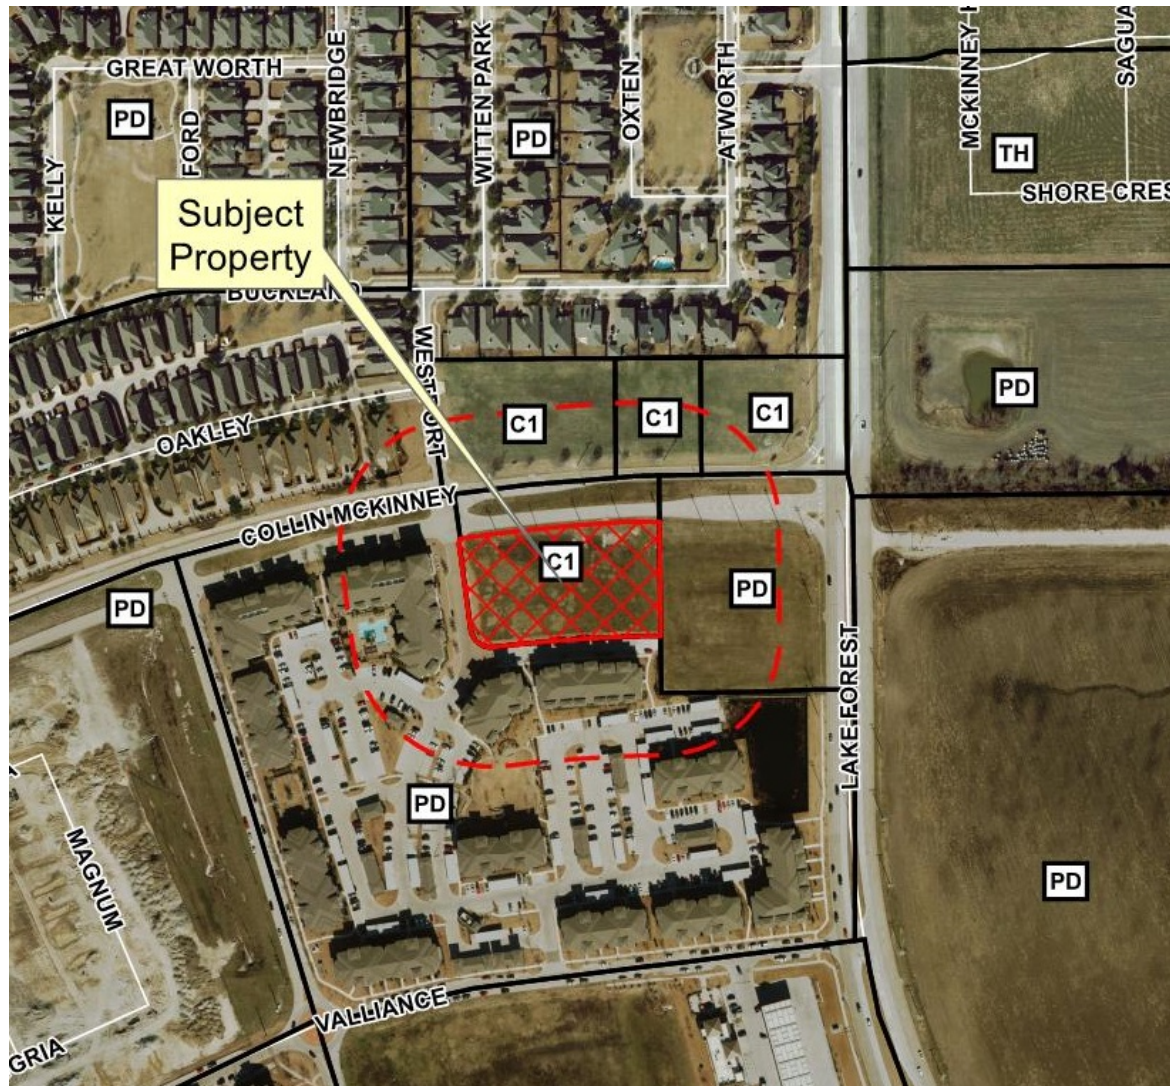 GREAT WORTH
KELLY
PD
FORD
NEWBRIDGE
WITTEN PARK
PD
OXTEN
ATWORTH
SAGUA
TH
SHORE CRES
Subject
Property
BUCKLAND
WESTPORT
OAKLEY
C1
C1
C1
PD
COLLIN MCKINNEY
C1
PD
PD
LAKE FOREST
PD
MAGNUM
PD
VALLIANCE
GRIA